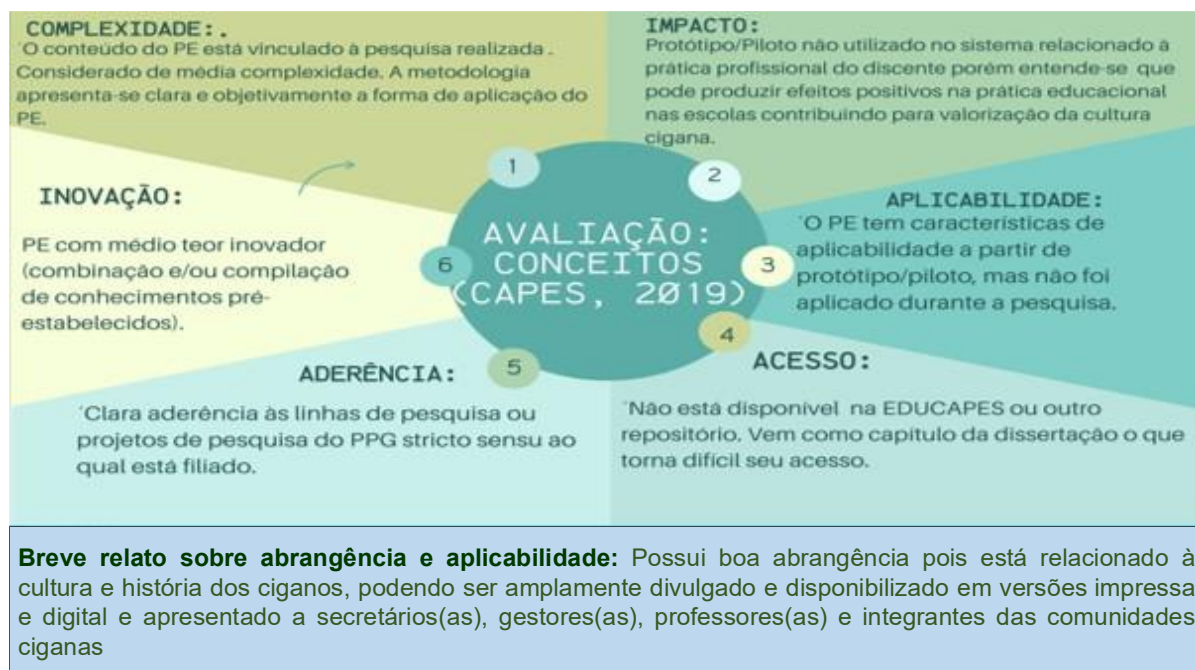 COMPLEXIDADE:.
'O conteúdo do PE está vinculado à pesquisa realizada .
Considerado de média complexidade. A metodologia
apresenta-se clara e objetivamente a forma de aplicação do
PE.
IMPACTO:
Protótipo/Piloto não utilizado no sistema relacionado à
prática profissional do discente porém entende-se que
pode produzir efeitos positivos na prática educacional
nas escolas contribuindo para valorização da cultura
cigana.
1
2
INOVAÇÃO:
PE com médio teor inovador
(combinação e/ou compilação
de conhecimentos pré-
estabelecidos).
6
AVALIAÇÃO:
CONCEITOS
(CAPES, 2019)
3
APLICABILIDADE:
'O PE tem características de
aplicabilidade a partir de
protótipo/piloto, mas não foi
aplicado durante a pesquisa.
4
5
ADERÊNCIA:
'Clara aderência às linhas de pesquisa ou
projetos de pesquisa do PPG stricto sensu ao
qual está filiado.
ACESSO:
'Não está disponível na EDUCAPES ou outro
repositório. Vem como capítulo da dissertação o que
torna difícil seu acesso.
Breve relato sobre abrangência e aplicabilidade: Possui boa abrangência pois está relacionado à
cultura e história dos ciganos, podendo ser amplamente divulgado e disponibilizado em versões impressa
e digital e apresentado a secretários(as), gestores(as), professores(as) e integrantes das comunidades
ciganas